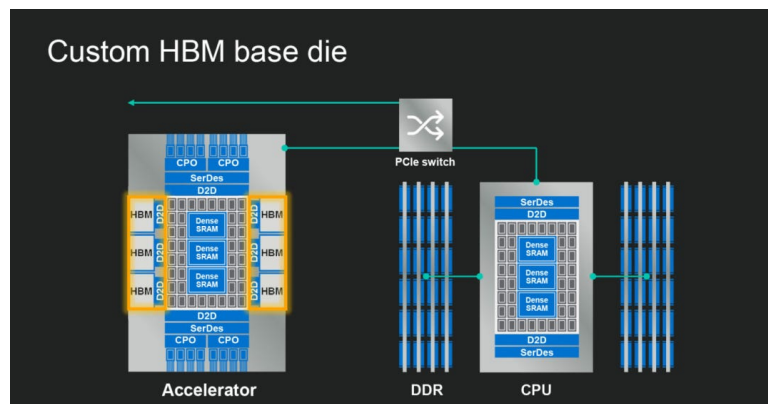 Custom HBM base die
PCIe switch
CPO CPO
SerDes
D2D
HBM D2D
HBM D2D
HBM D2D
Dense
SRAM
Dense
SRAM
Dense
SRAM
D2D HBM
D2D HBM
D2D HBM
D2D
SerDes
CPO CPO
Accelerator
DDR
SerDes
D2D
Dense
SRAM
Dense
SRAM
Dense
SRAM
D2D
SerDes
CPU